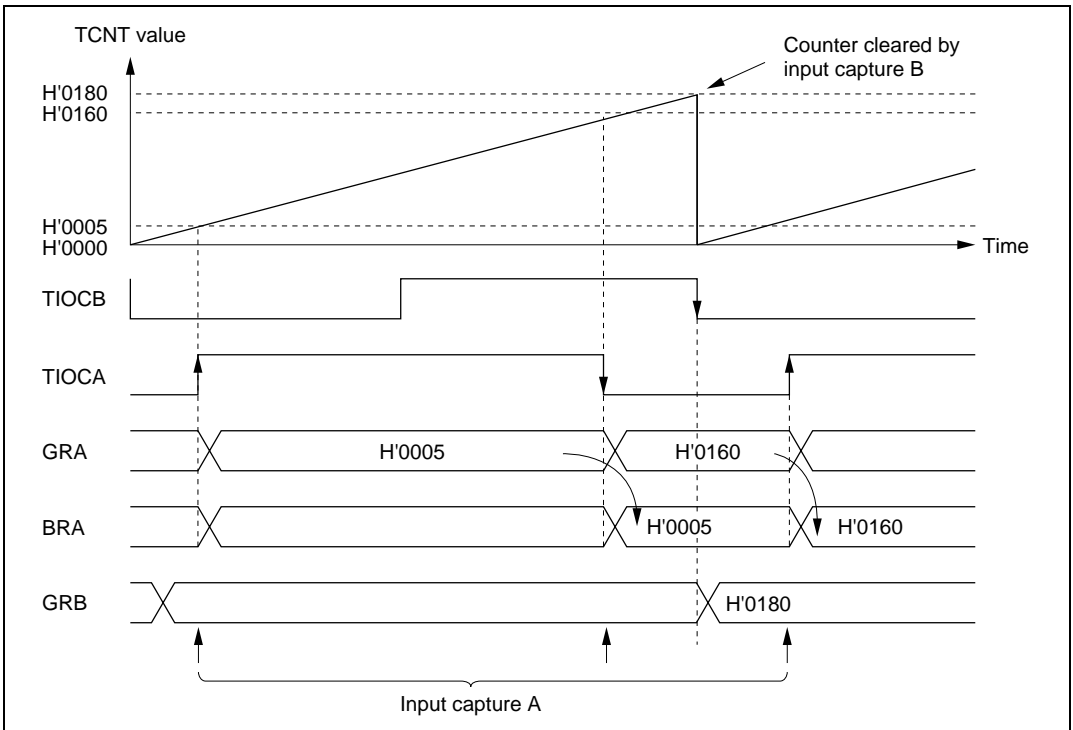 TCNT value
Counter cleared by
input capture B
H'0180
H'0160
H'0005
H'0000
Time
TIOCB
TIOCA
GRA
H'0005
H'0160
BRA
H'0005
H'0160
GRB
H'0180
Input capture A